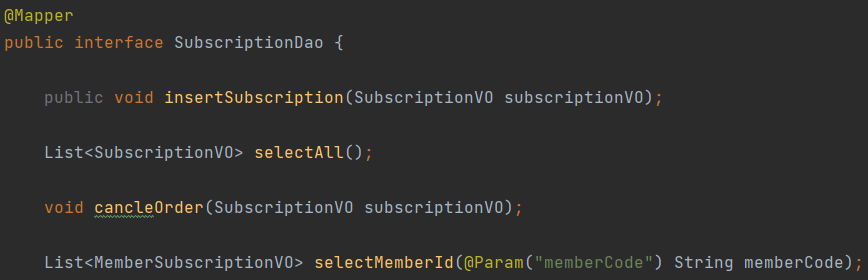 @Mapper
public interface SubscriptionDao {
public void insertSubscription(SubscriptionVO subscriptionVO);
List<SubscriptionVO> selectAll();
void cancleOrder(SubscriptionVO subscriptionVO);
List<MemberSubscriptionVO> selectMemberId(@Param("memberCode") String memberCode);